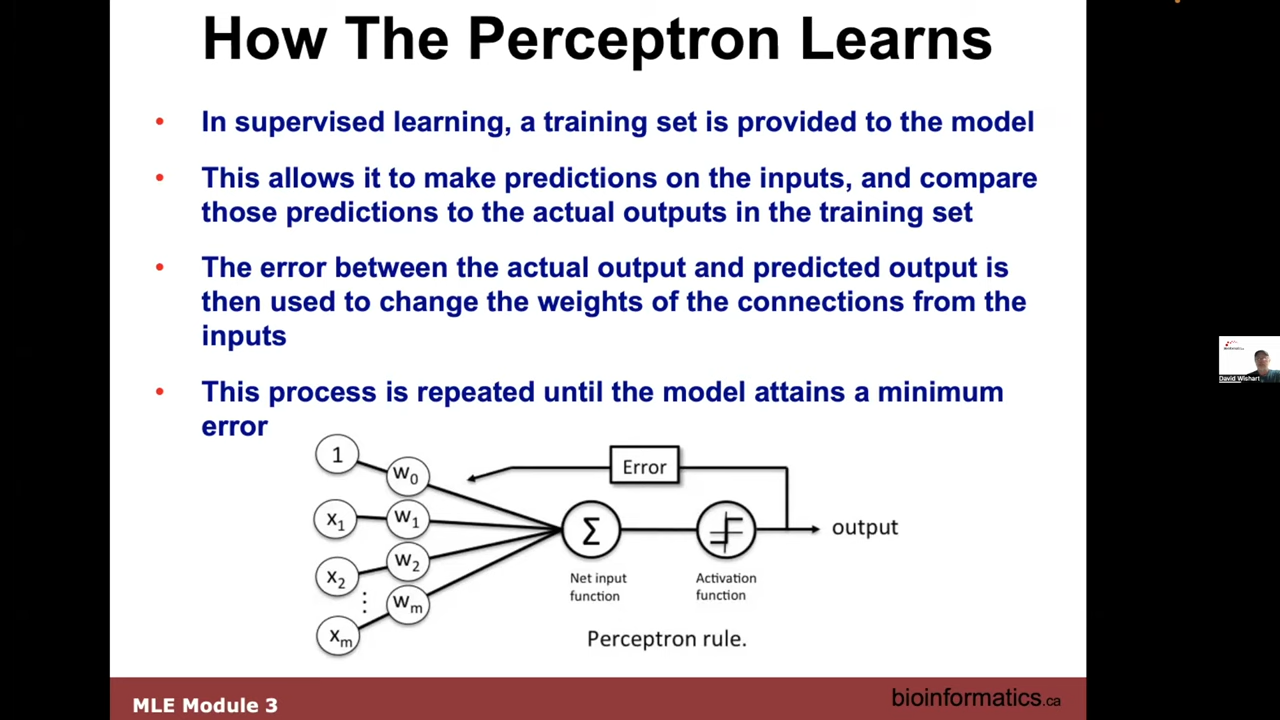 How The Perceptron Learns
• In supervised learning, a training set is provided to the model
• This allows it to make predictions on the inputs, and compare
those predictions to the actual outputs in the training set
• The error between the actual output and predicted output is
then used to change the weights of the connections from the
inputs
• This process is repeated until the model attains a minimum
error
1
w0
Error
x1
w1
Σ
output
x2
w2
⋮
wm
xm
Net input
function
Activation
function
Perceptron rule.
MLE Module 3
bioinformatics.ca
David Wishart